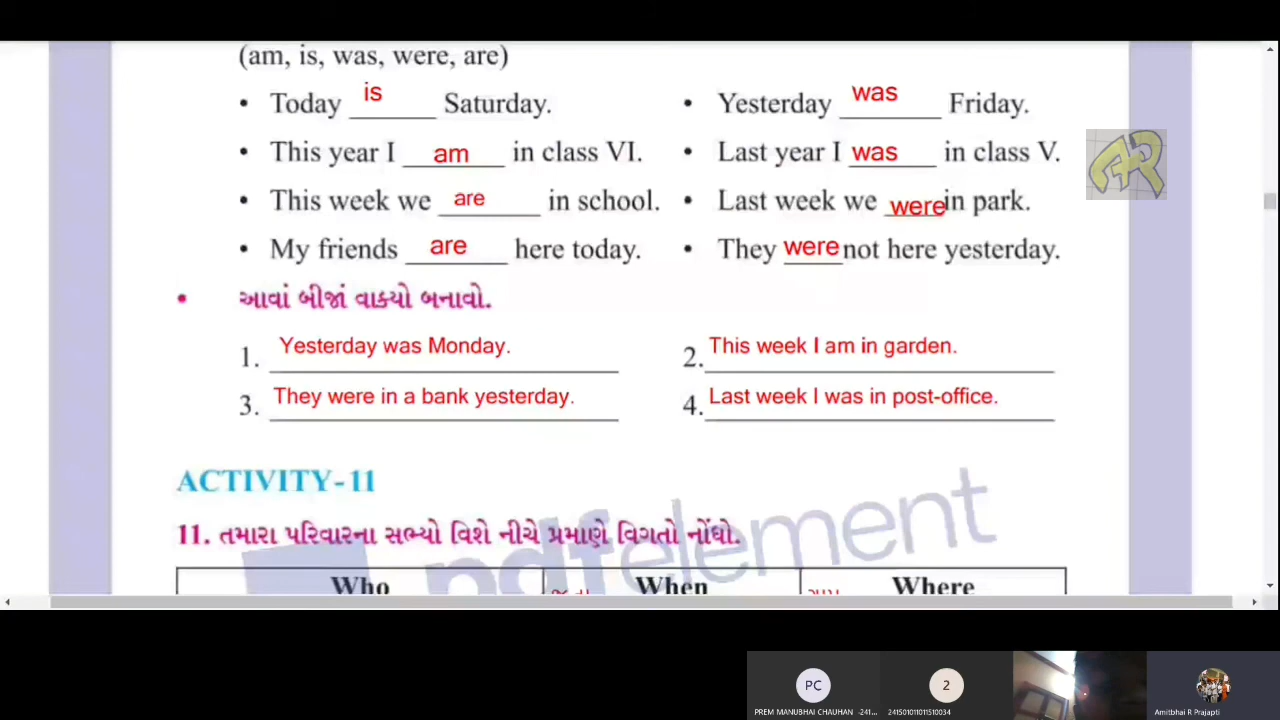 (am, is, was, were, are)
• Today is Saturday. • Yesterday was Friday.
• This year I am in class VI. • Last year I was in class V.
• This week we are in school. • Last week we were in park.
• My friends are here today. • They were not here yesterday.
• આવાં બીજાં વાક્યો બનાવો.
1. Yesterday was Monday. 2. This week I am in garden.
3. They were in a bank yesterday. 4. Last week I was in post-office.
ACTIVITY-11
11. તમારા પરિવારના સભ્યો વિશે નીચે પ્રમાણે વિગતો નોંધો.
pdfelement
Who When Where
PC 2
PREM MANUBHAI CHAUHAN -241... 241501011011510034 Amitbhai R Prajapti